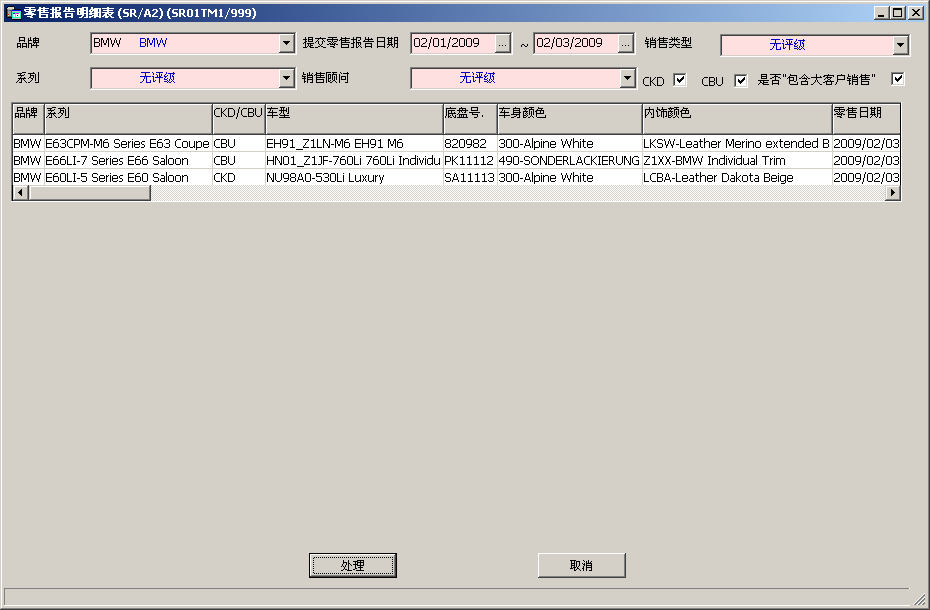 零售报告明细表 (SR/A2) (SR01TM1/999)
品牌 BMW BMW 提交零售报告日期 02/01/2009 ... ~ 02/03/2009 ... 销售类型 无评级
系列 无评级 销售顾问 无评级 CKD CBU 是否"包含大客户销售"
品牌 系列 CKD/CBU 车型 底盘号. 车身颜色 内饰颜色 零售日期
BMW E63CPM-M6 Series E63 Coupe CBU EH91_Z1LN-M6 EH91 M6 820982 300-Alpine White LKSW-Leather Merino extended B 2009/02/03
BMW E66LI-7 Series E66 Saloon CBU HN01_Z1JF-760Li 760Li Individu PK11112 490-SONDERLACKIERUNG Z1XX-BMW Individual Trim 2009/02/03
BMW E60LI-5 Series E60 Saloon CKD NU98A0-530Li Luxury SA11113 300-Alpine White LCBA-Leather Dakota Beige 2009/02/03
处理 取消